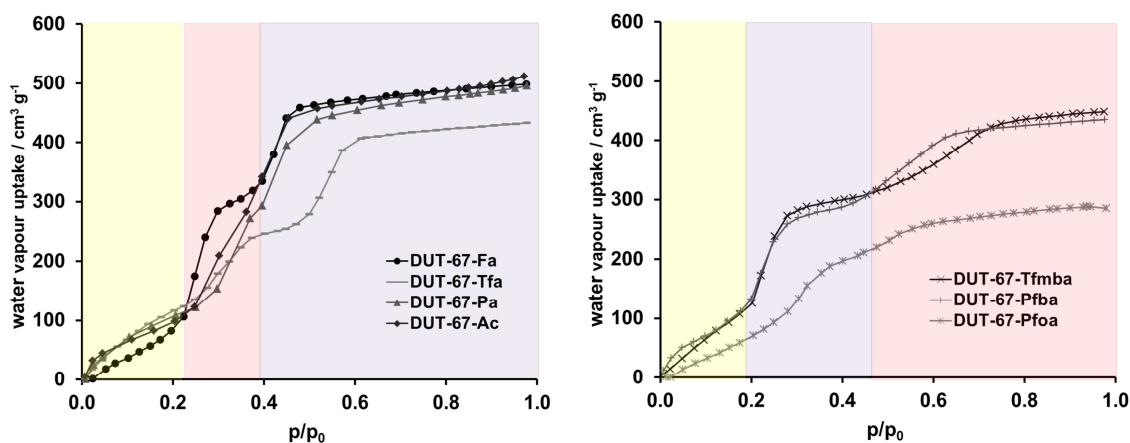 600
500
400
300
200
100
0
water vapour uptake / cm³ g⁻¹
0.0 0.2 0.4 0.6 0.8 1.0
p/p₀
DUT-67-Fa
DUT-67-Tfa
DUT-67-Pa
DUT-67-Ac
600
500
400
300
200
100
0
water vapour uptake / cm³ g⁻¹
0.0 0.2 0.4 0.6 0.8 1.0
p/p₀
DUT-67-Tfmba
DUT-67-Pfba
DUT-67-Pfoa